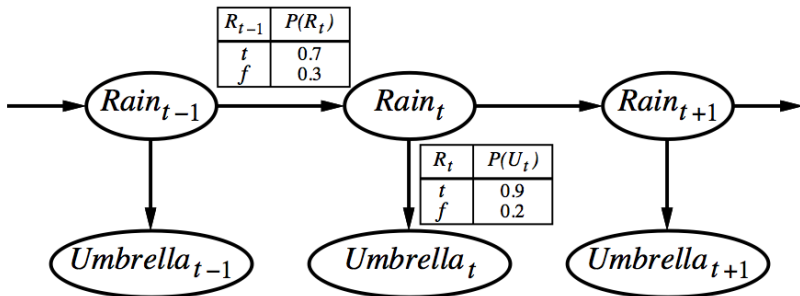 R_{t-1} P(R_t)
t 0.7
f 0.3
Rain_{t-1} Rain_t Rain_{t+1}
R_t P(U_t)
t 0.9
f 0.2
Umbrella_{t-1} Umbrella_t Umbrella_{t+1}